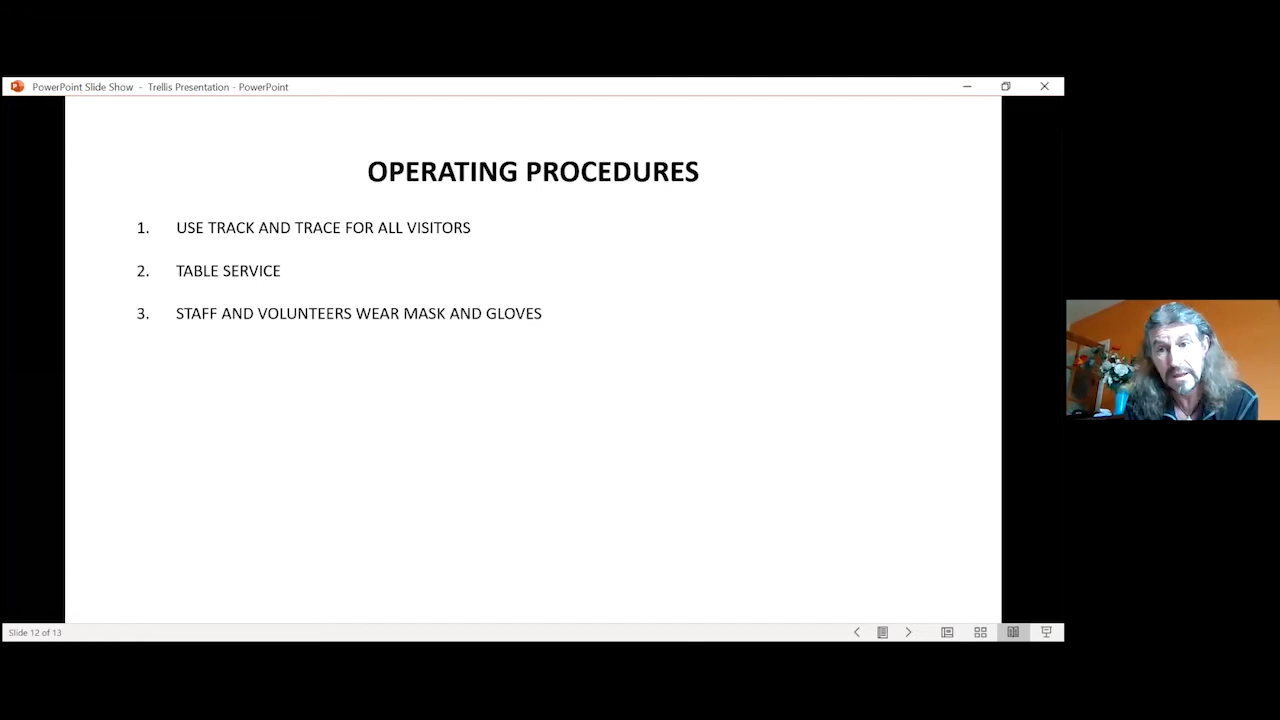 PowerPoint Slide Show - Trellis Presentation - PowerPoint
OPERATING PROCEDURES
1. USE TRACK AND TRACE FOR ALL VISITORS
2. TABLE SERVICE
3. STAFF AND VOLUNTEERS WEAR MASK AND GLOVES
Slide 12 of 13